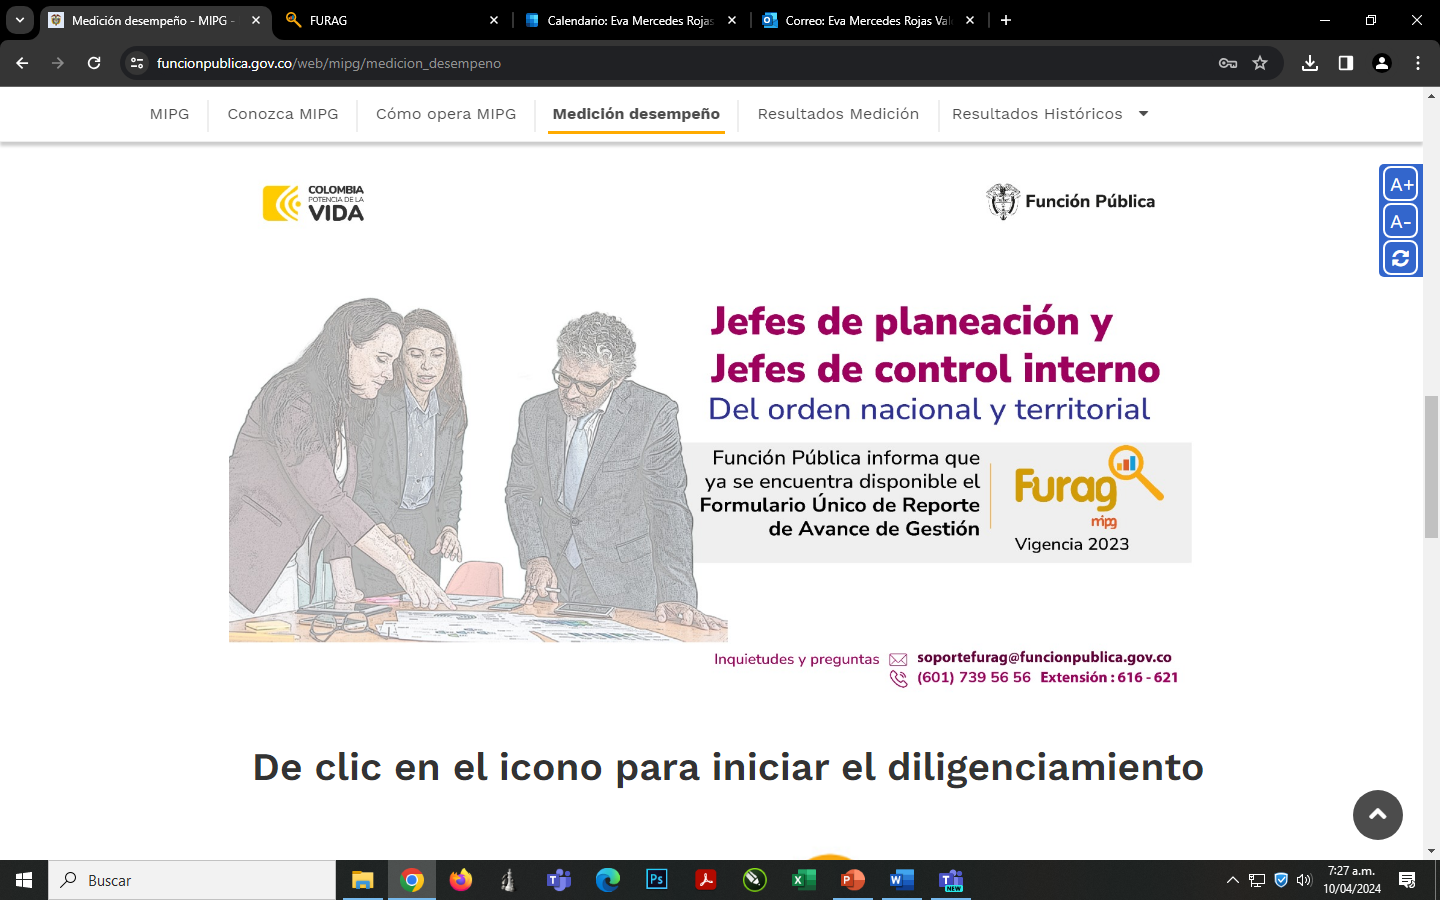 Medición desempeño - MIPG -
FURAG
Calendario: Eva Mercedes Rojas
Correo: Eva Mercedes Rojas Val
funcionpublica.gov.co/web/mipg/medicion_desempeno
MIPG
Conozca MIPG
Cómo opera MIPG
Medición desempeño
Resultados Medición
Resultados Históricos
COLOMBIA
POTENCIA DE LA
VIDA
Función Pública
A+
A-
Jefes de planeación y
Jefes de control interno
Del orden nacional y territorial
Función Pública informa que
ya se encuentra disponible el
Formulario Único de Reporte
de Avance de Gestión
Furag
mipg
Vigencia 2023
Inquietudes y preguntas
soportefurag@funcionpublica.gov.co
(601) 739 56 56 Extensión : 616 - 621
De clic en el icono para iniciar el diligenciamiento
Buscar
Ps
NEW
7:27 a.m.
10/04/2024